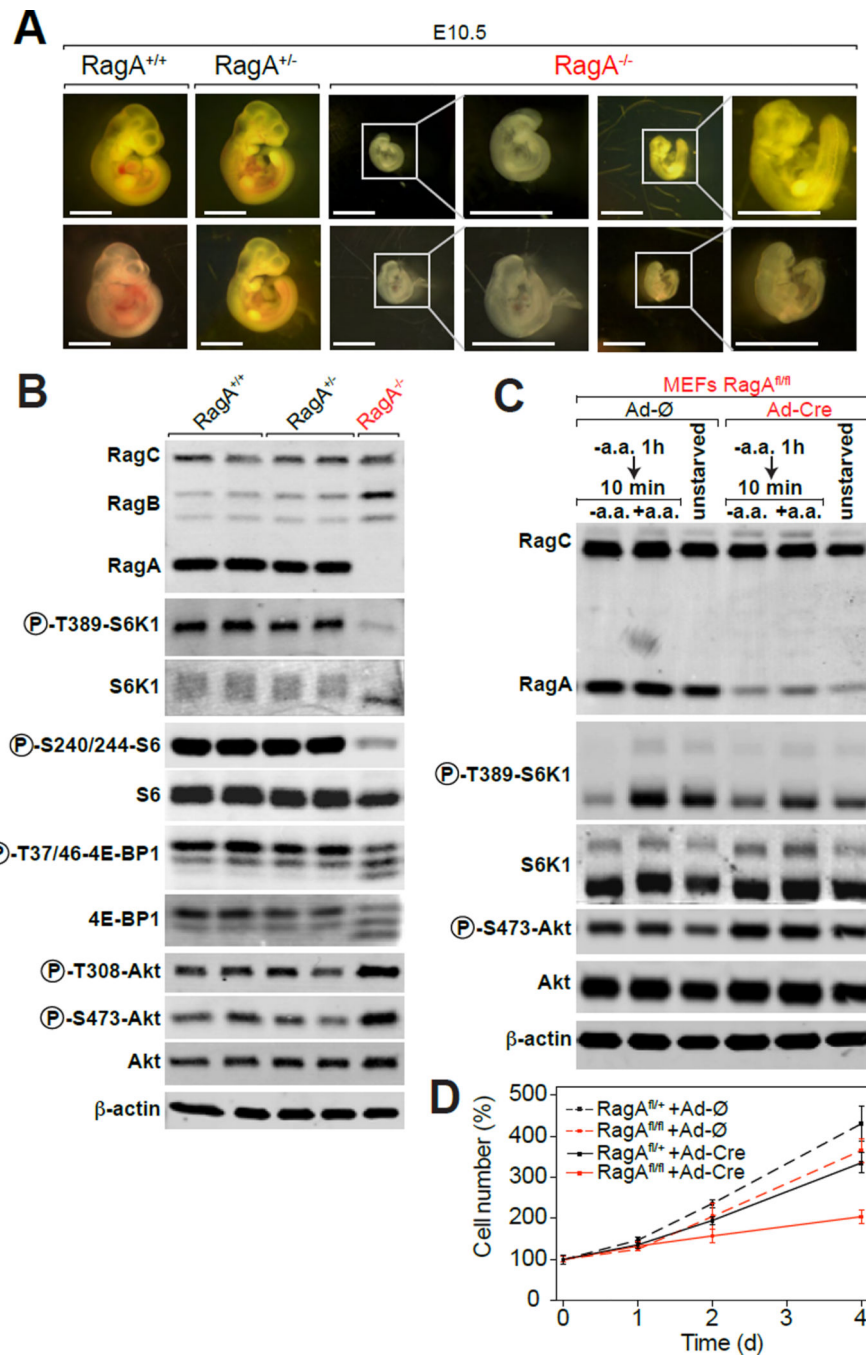 A
E10.5
RagA+/+ RagA+/- RagA-/-
B
RagA+/+ RagA+/- RagA-/-
RagC
RagB
RagA
Ⓟ-T389-S6K1
S6K1
Ⓟ-S240/244-S6
S6
Ⓟ-T37/46-4E-BP1
4E-BP1
Ⓟ-T308-Akt
Ⓟ-S473-Akt
Akt
β-actin
C
MEFs RagAfl/fl
Ad-Ø Ad-Cre
-a.a. 1h unstarved -a.a. 1h unstarved
10 min 10 min
-a.a. +a.a. -a.a. +a.a.
RagC
RagA
Ⓟ-T389-S6K1
S6K1
Ⓟ-S473-Akt
Akt
β-actin
D
RagAfl/+ +Ad-Ø
RagAfl/fl +Ad-Ø
RagAfl/+ +Ad-Cre
RagAfl/fl +Ad-Cre
Cell number (%)
500
400
300
200
100
0
0 1 2 3 4
Time (d)